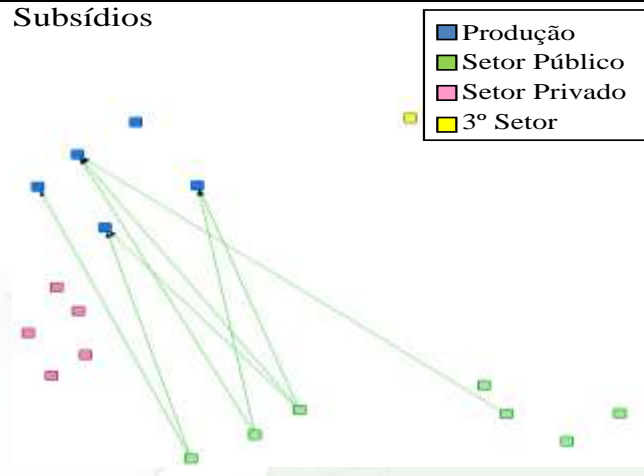 Subsídios
Produção
Setor Público
Setor Privado
3º Setor